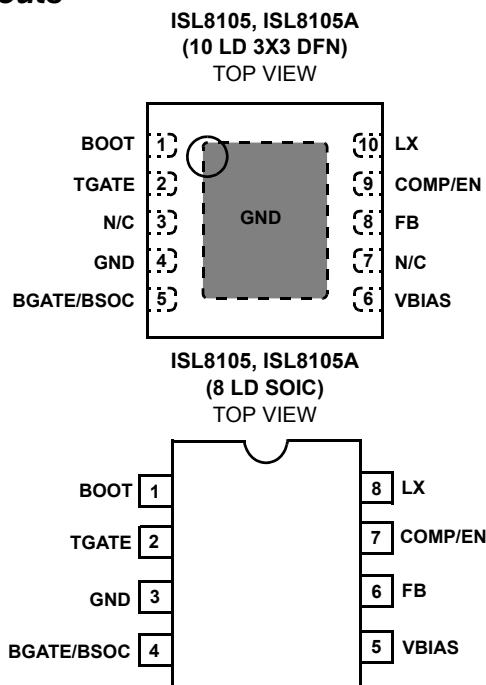 ISL8105, ISL8105A
(10 LD 3X3 DFN)
TOP VIEW
BOOT 1 10 LX
TGATE 2 9 COMP/EN
N/C 3 GND 8 FB
GND 4 7 N/C
BGATE/BSOC 5 6 VBIAS
ISL8105, ISL8105A
(8 LD SOIC)
TOP VIEW
BOOT 1 8 LX
TGATE 2 7 COMP/EN
GND 3 6 FB
BGATE/BSOC 4 5 VBIAS